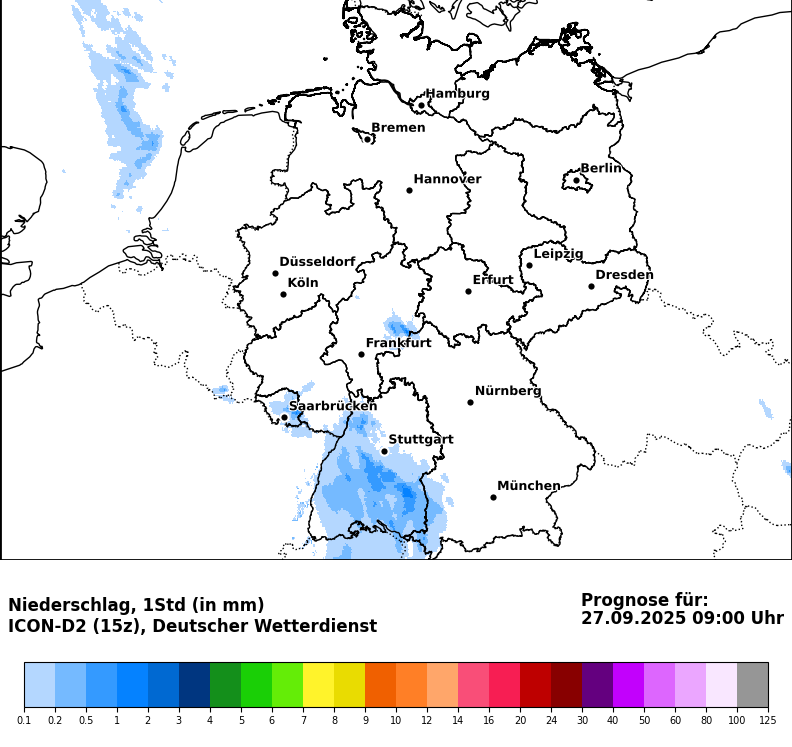 Hamburg
Bremen
Berlin
Hannover
Leipzig
Düsseldorf
Dresden
Köln
Erfurt
Frankfurt
Nürnberg
Saarbrücken
Stuttgart
München
Niederschlag, 1Std (in mm)
ICON-D2 (15z), Deutscher Wetterdienst
Prognose für:
27.09.2025 09:00 Uhr
0.1 0.2 0.5 1 2 3 4 5 6 7 8 9 10 12 14 16 20 24 30 40 50 60 80 100 125